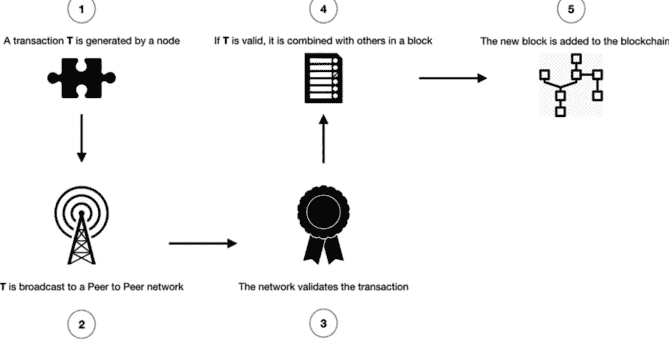 1
A transaction T is generated by a node
2
T is broadcast to a Peer to Peer network
3
The network validates the transaction
4
If T is valid, it is combined with others in a block
5
The new block is added to the blockchain